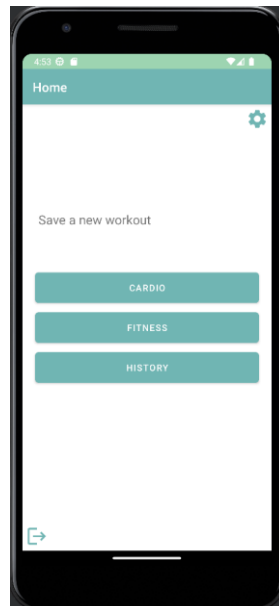 4:53
Home
Save a new workout
CARDIO
FITNESS
HISTORY